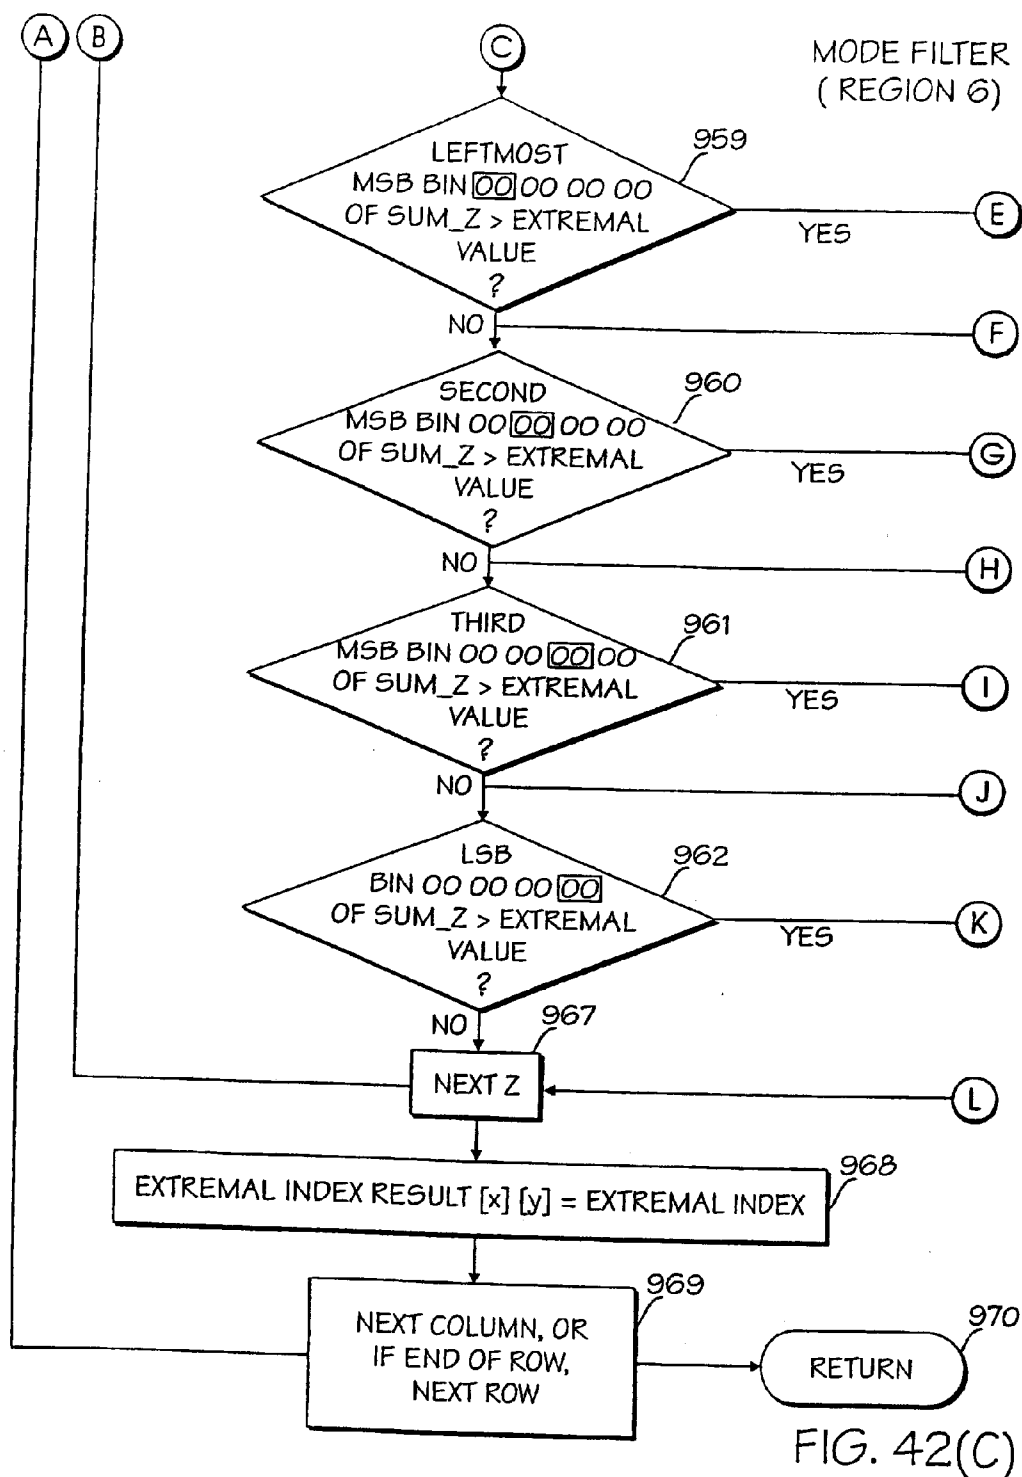 A B
C
MODE FILTER
( REGION 6)
959
LEFTMOST
MSB BIN 00 00 00 00
OF SUM_Z > EXTREMAL
VALUE
?
YES
E
NO
F
960
SECOND
MSB BIN 00 00 00 00
OF SUM_Z > EXTREMAL
VALUE
?
YES
G
NO
H
961
THIRD
MSB BIN 00 00 00 00
OF SUM_Z > EXTREMAL
VALUE
?
YES
I
NO
J
962
LSB
BIN 00 00 00 00
OF SUM_Z > EXTREMAL
VALUE
?
YES
K
NO
967
NEXT Z
L
968
EXTREMAL INDEX RESULT [x] [y] = EXTREMAL INDEX
969
NEXT COLUMN, OR
IF END OF ROW,
NEXT ROW
970
RETURN
FIG. 42(C)